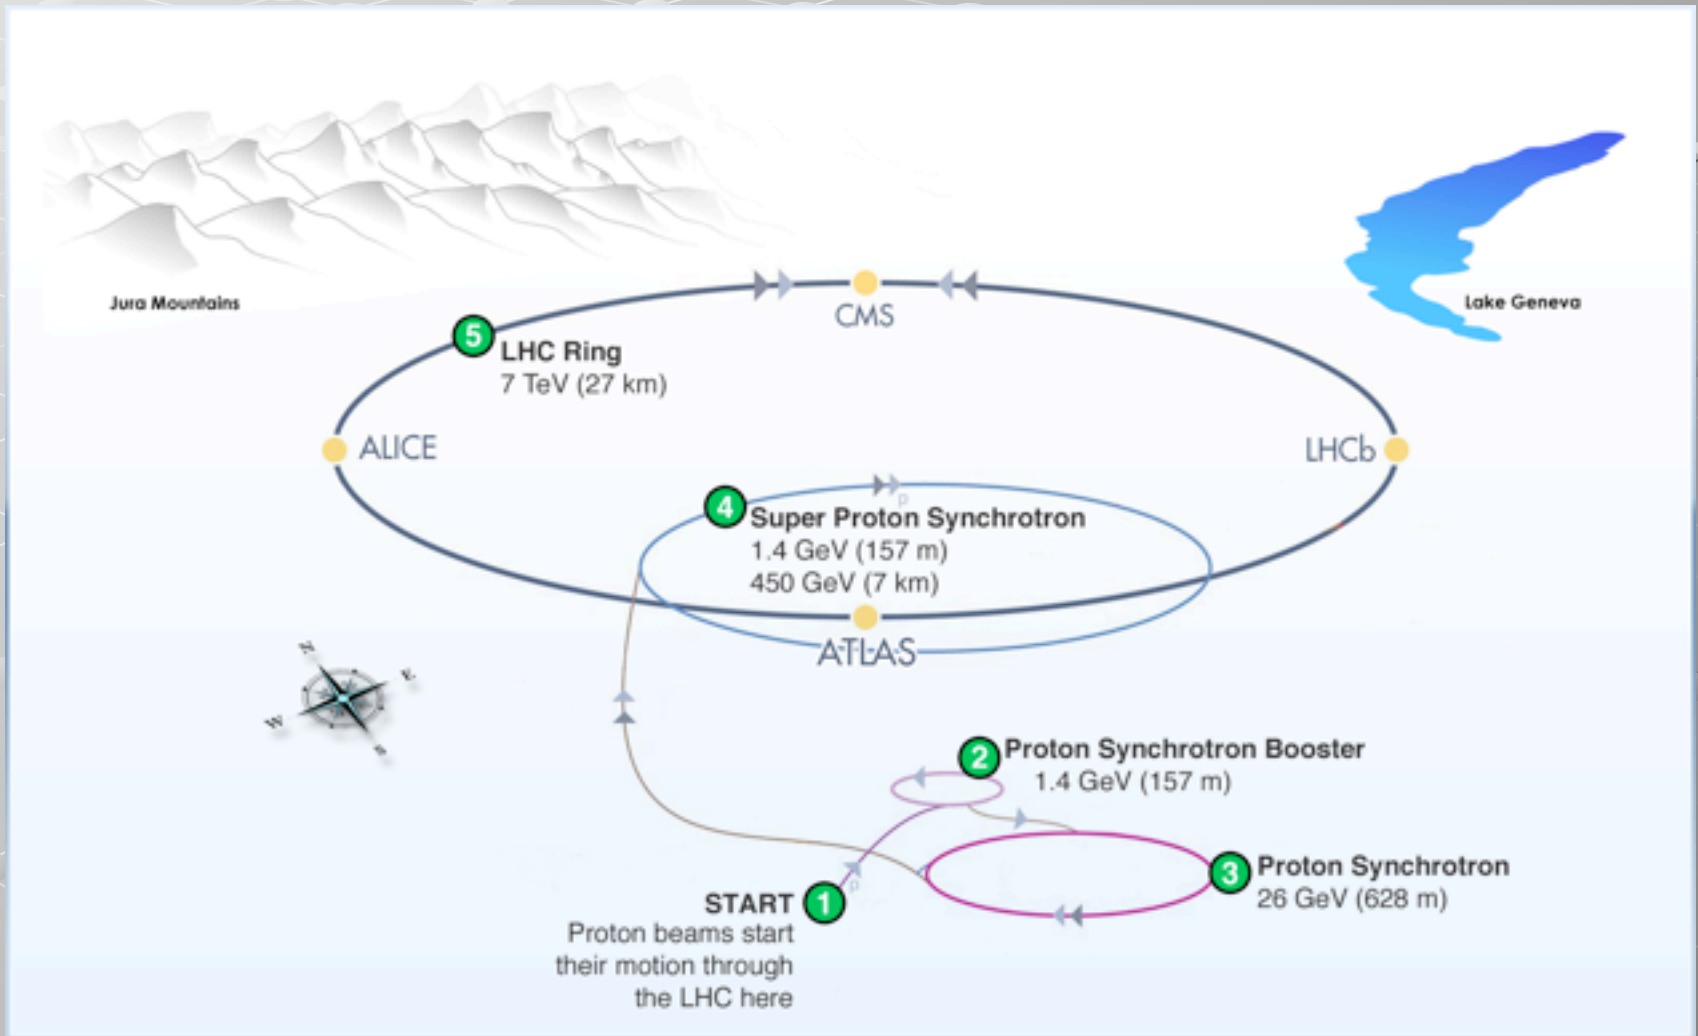 Jura Mountains
Lake Geneva
CMS
5
LHC Ring
7 TeV (27 km)
ALICE
LHCb
4
p
Super Proton Synchrotron
1.4 GeV (157 m)
450 GeV (7 km)
ATLAS
N
E
W
S
2
Proton Synchrotron Booster
1.4 GeV (157 m)
3
Proton Synchrotron
26 GeV (628 m)
p
START
1
Proton beams start
their motion through
the LHC here